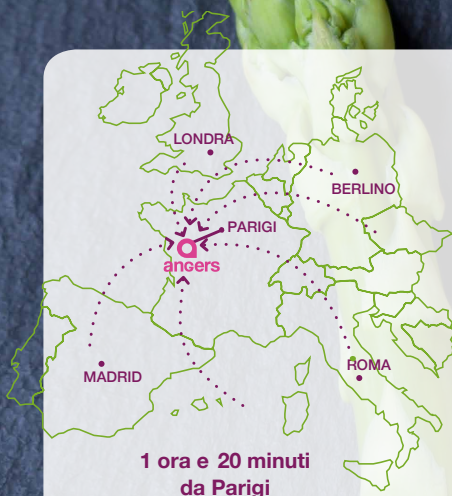 LONDRA
BERLINO
PARIGI
angers
MADRID
ROMA
1 ora e 20 minuti
da Parigi